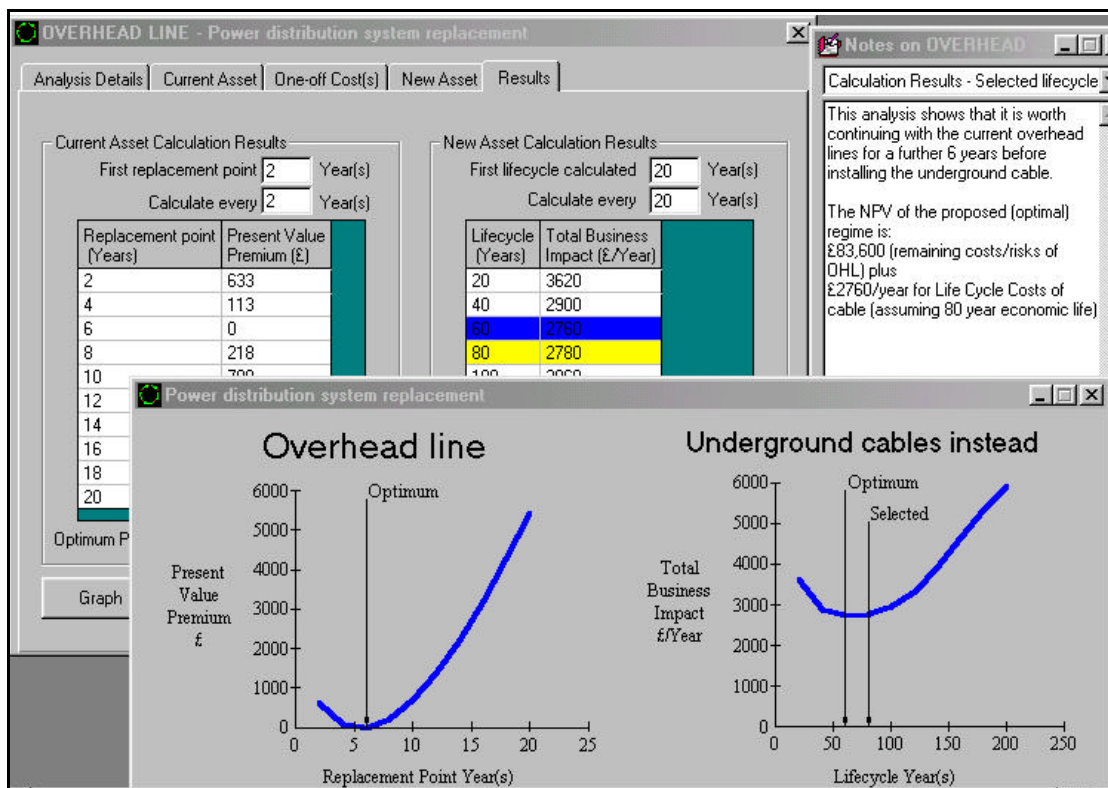 OVERHEAD LINE - Power distribution system replacement
Analysis Details
Current Asset
One-off Cost(s)
New Asset
Results
Current Asset Calculation Results
First replacement point 2 Year(s)
Calculate every 2 Year(s)
Replacement point (Years)
Present Value Premium (£)
2 633
4 113
6 0
8 218
10
12
14
16
18
20
Optimum P
Graph
New Asset Calculation Results
First lifecycle calculated 20 Year(s)
Calculate every 20 Year(s)
Lifecycle (Years)
Total Business Impact (£/Year)
20 3620
40 2900
60 2760
80 2780
Notes on OVERHEAD
Calculation Results - Selected lifecycle
This analysis shows that it is worth
continuing with the current overhead
lines for a further 6 years before
installing the underground cable.
The NPV of the proposed (optimal)
regime is:
£83,600 (remaining costs/risks of
OHL) plus
£2760/year for Life Cycle Costs of
cable (assuming 80 year economic life)
Power distribution system replacement
Overhead line
Optimum
Present
Value
Premium
£
6000
5000
4000
3000
2000
1000
0
0 5 10 15 20 25
Replacement Point Year(s)
Underground cables instead
Optimum
Selected
Total
Business
Impact
£/Year
6000
5000
4000
3000
2000
1000
0
0 50 100 150 200 250
Lifecycle Year(s)